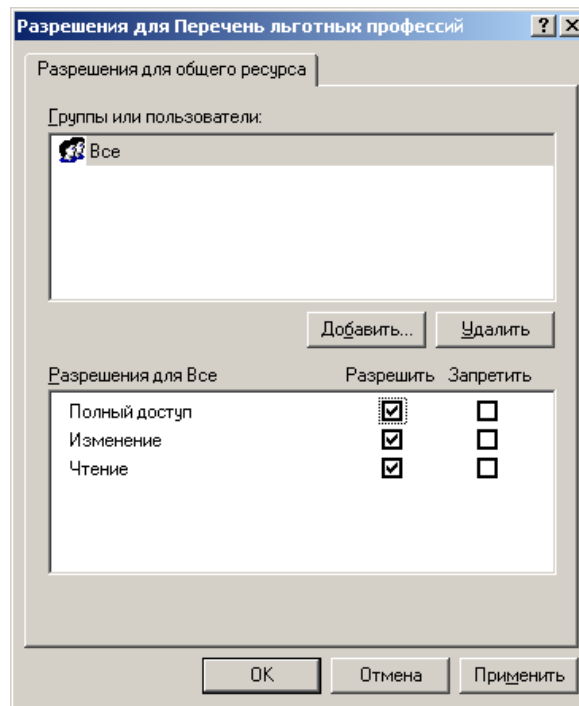 Разрешения для Перечень льготных профессий
Разрешения для общего ресурса
Группы или пользователи:
Все
Добавить... Удалить
Разрешения для Все Разрешить Запретить
Полный доступ
Изменение
Чтение
OK Отмена Применить